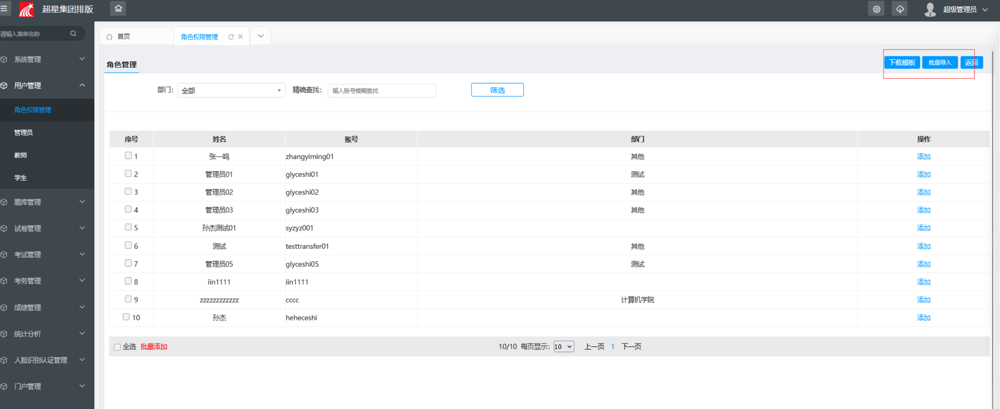 超星集团排版
超级管理员
请输入菜单名称
首页
角色权限管理
系统管理
用户管理
角色权限管理
管理员
教师
学生
题库管理
试卷管理
考试管理
考务管理
成绩管理
统计分析
人脸识别认证管理
门户管理
角色管理
下载模板 批量导入 返回
部门: 全部 精确查找: 输入账号模糊查找 筛选
序号 姓名 账号 部门 操作
1 张一鸣 zhangyiming01 其他 添加
2 管理员01 glyceshi01 测试 添加
3 管理员02 glyceshi02 其他 添加
4 管理员03 glyceshi03 其他 添加
5 孙杰测试01 syzyz001 添加
6 测试 testtransfer01 其他 添加
7 管理员05 glyceshi05 测试 添加
8 iin1111 iin1111 添加
9 zzzzzzzzzzzz cccc 计算机学院 添加
10 孙杰 heheceshi 添加
全选 批量添加 10/10 每页显示: 10 上一页 1 下一页